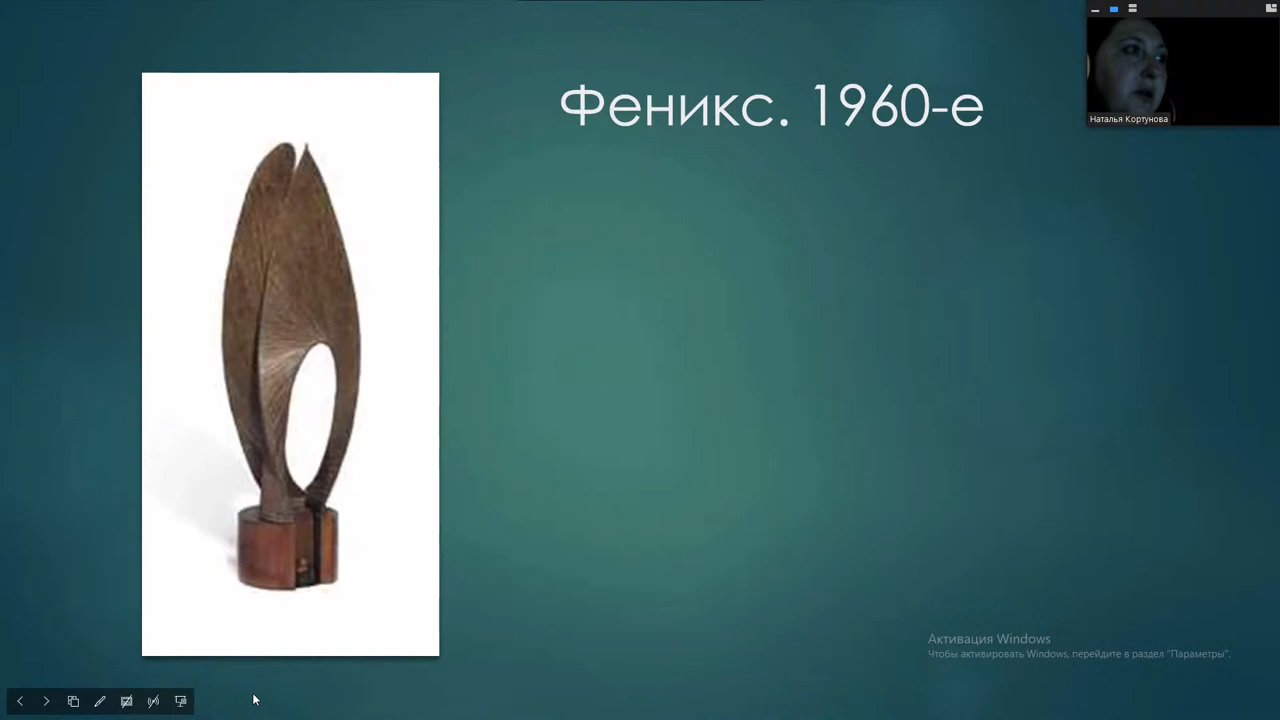 Феникс. 1960-е
Наталья Кортунова
Активация Windows
Чтобы активировать Windows, перейдите в раздел "Параметры".